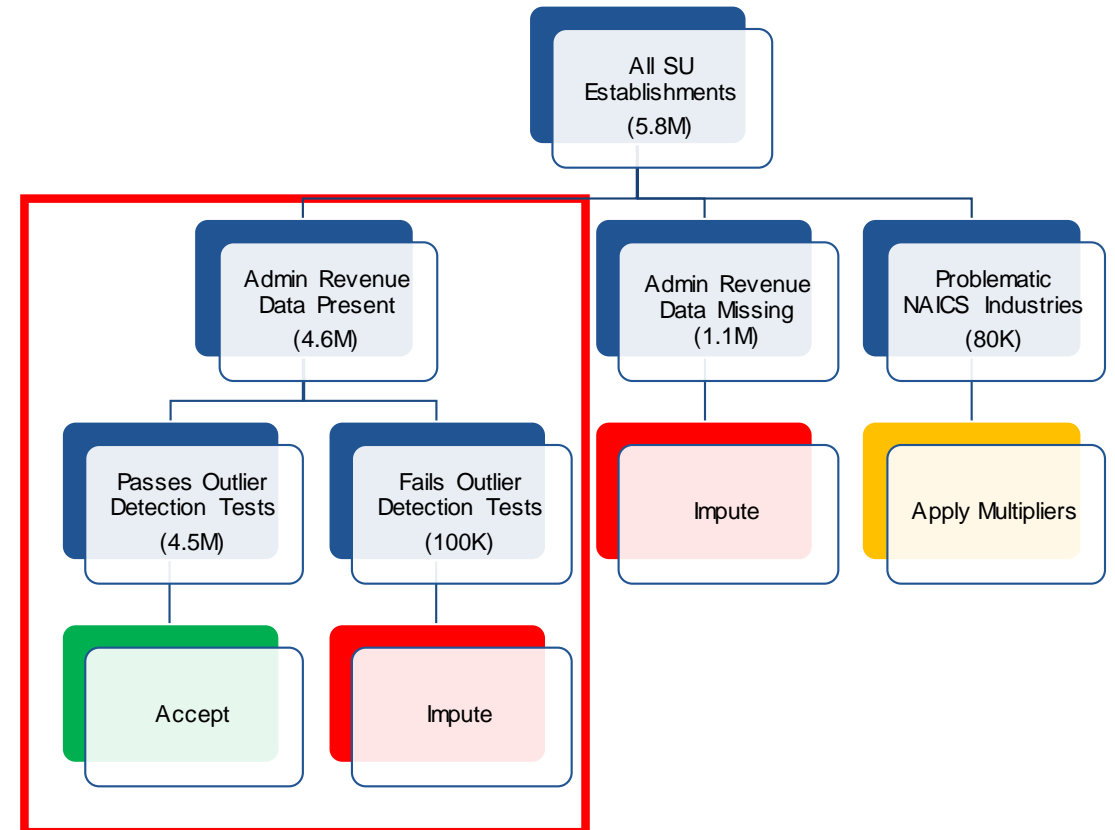 All SU
Establishments
(5.8M)
Admin Revenue
Data Present
(4.6M)
Admin Revenue
Data Missing
(1.1M)
Problematic
NAICS Industries
(80K)
Passes Outlier
Detection Tests
(4.5M)
Fails Outlier
Detection Tests
(100K)
Impute
Apply Multipliers
Accept
Impute